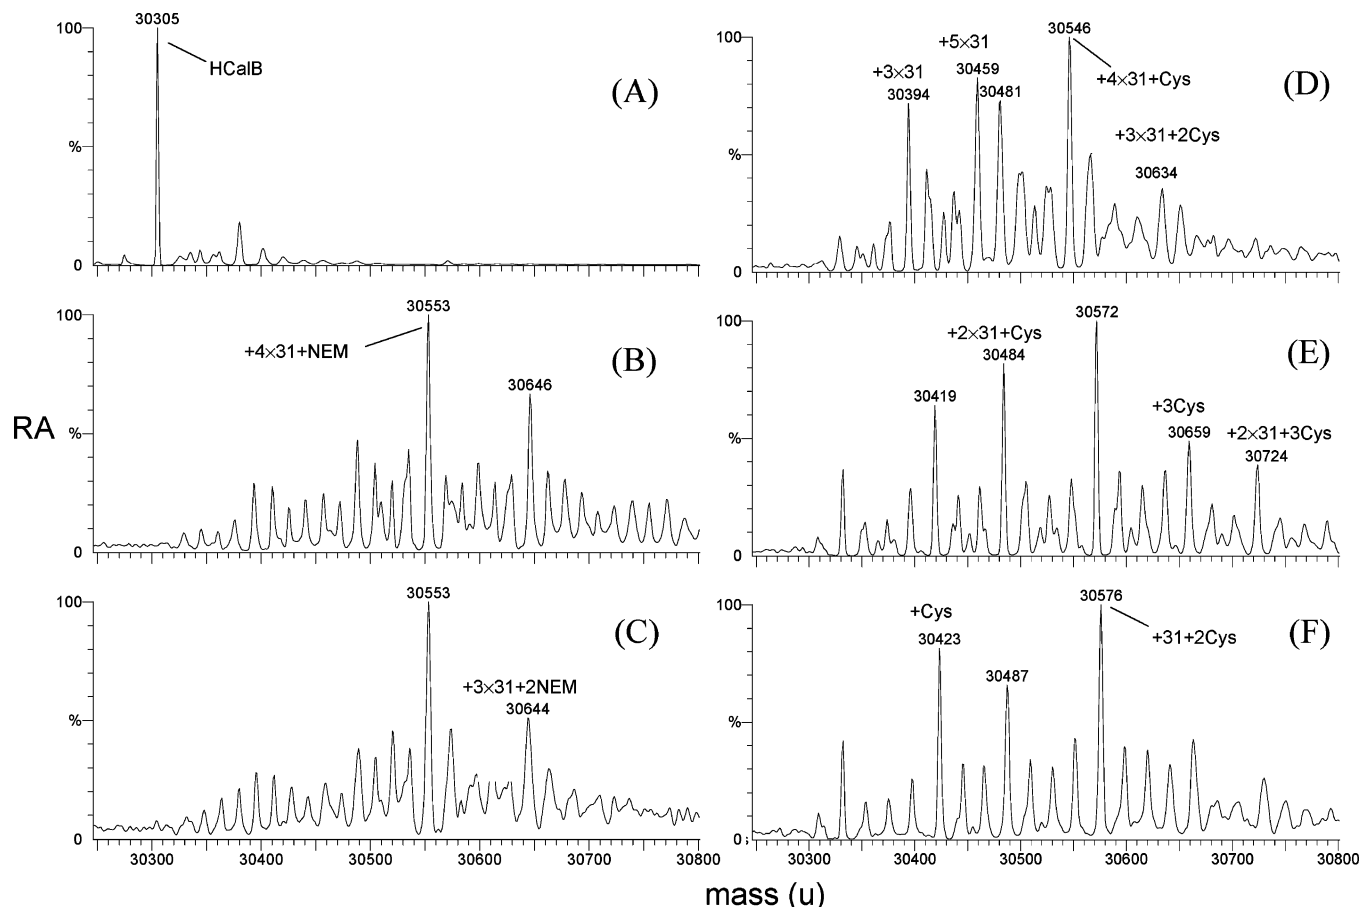 30305
100
HCalB
(A)
%
0
30553
100
+4×31+NEM
(B)
30646
RA
%
0
30553
100
(C)
+3×31+2NEM
30644
%
0
30300
30400
30500
30600
30700
30800
30546
100
+5×31
+3×31
30459
30394
30481
+4×31+Cys
(D)
+3×31+2Cys
30634
%
0
30572
100
+2×31+Cys
30484
(E)
30419
+3Cys
30659
+2×31+3Cys
30724
%
0
30576
100
+Cys
30423
+31+2Cys
(F)
30487
%
0
30300
30400
30500
30600
30700
30800
mass (u)